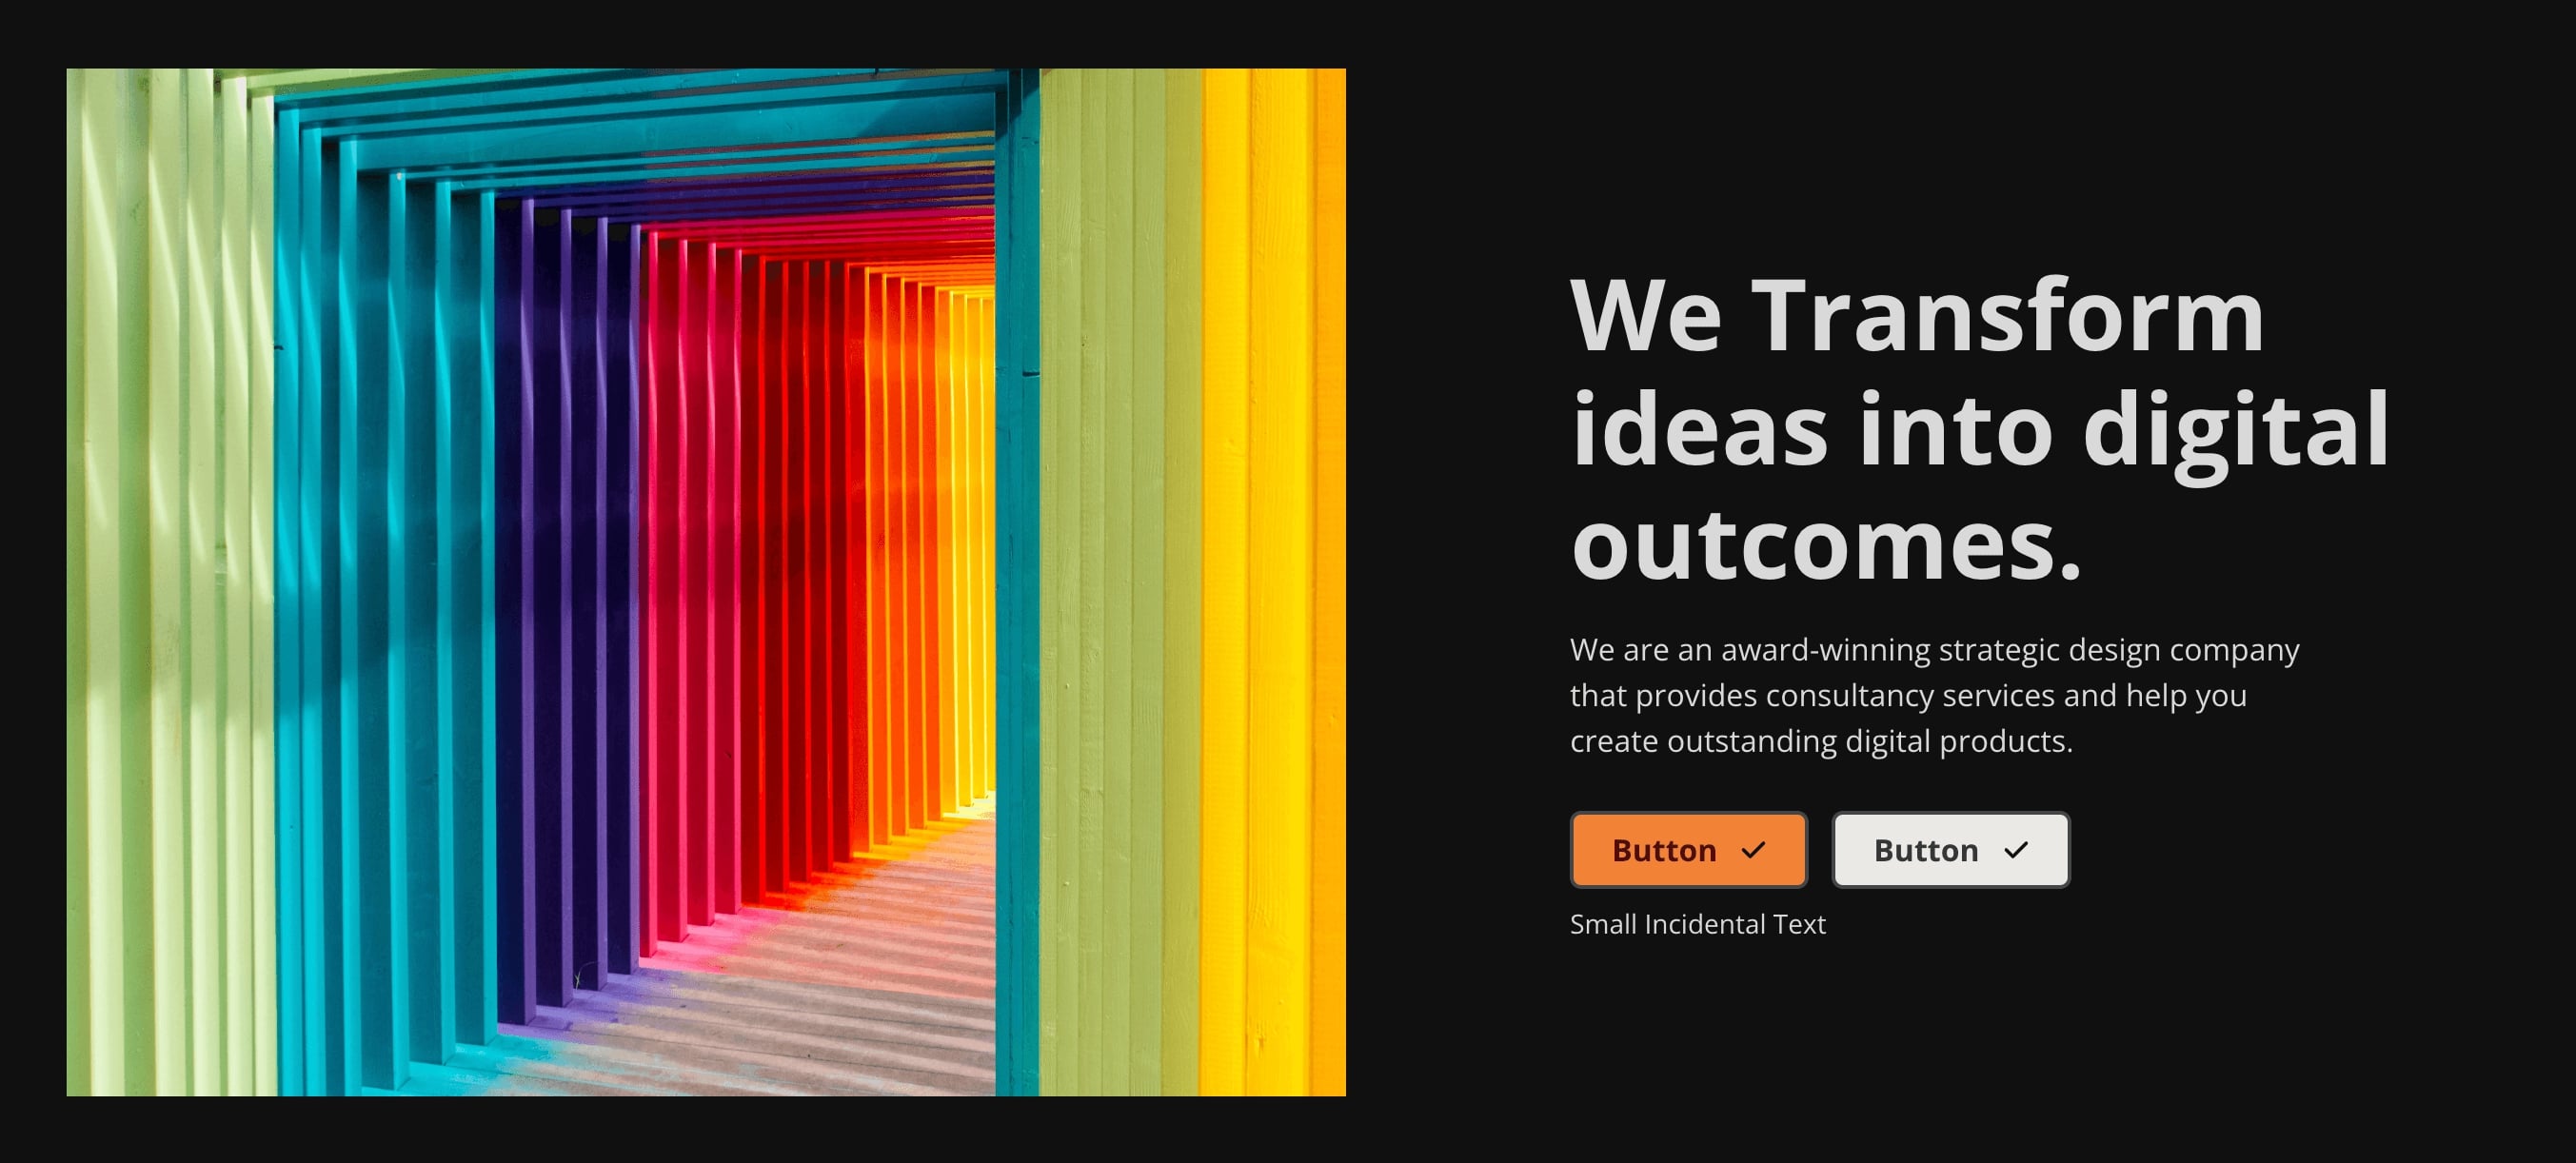 We Transform
ideas into digital
outcomes.
We are an award-winning strategic design company
that provides consultancy services and help you
create outstanding digital products.
Button
Button
Small Incidental Text